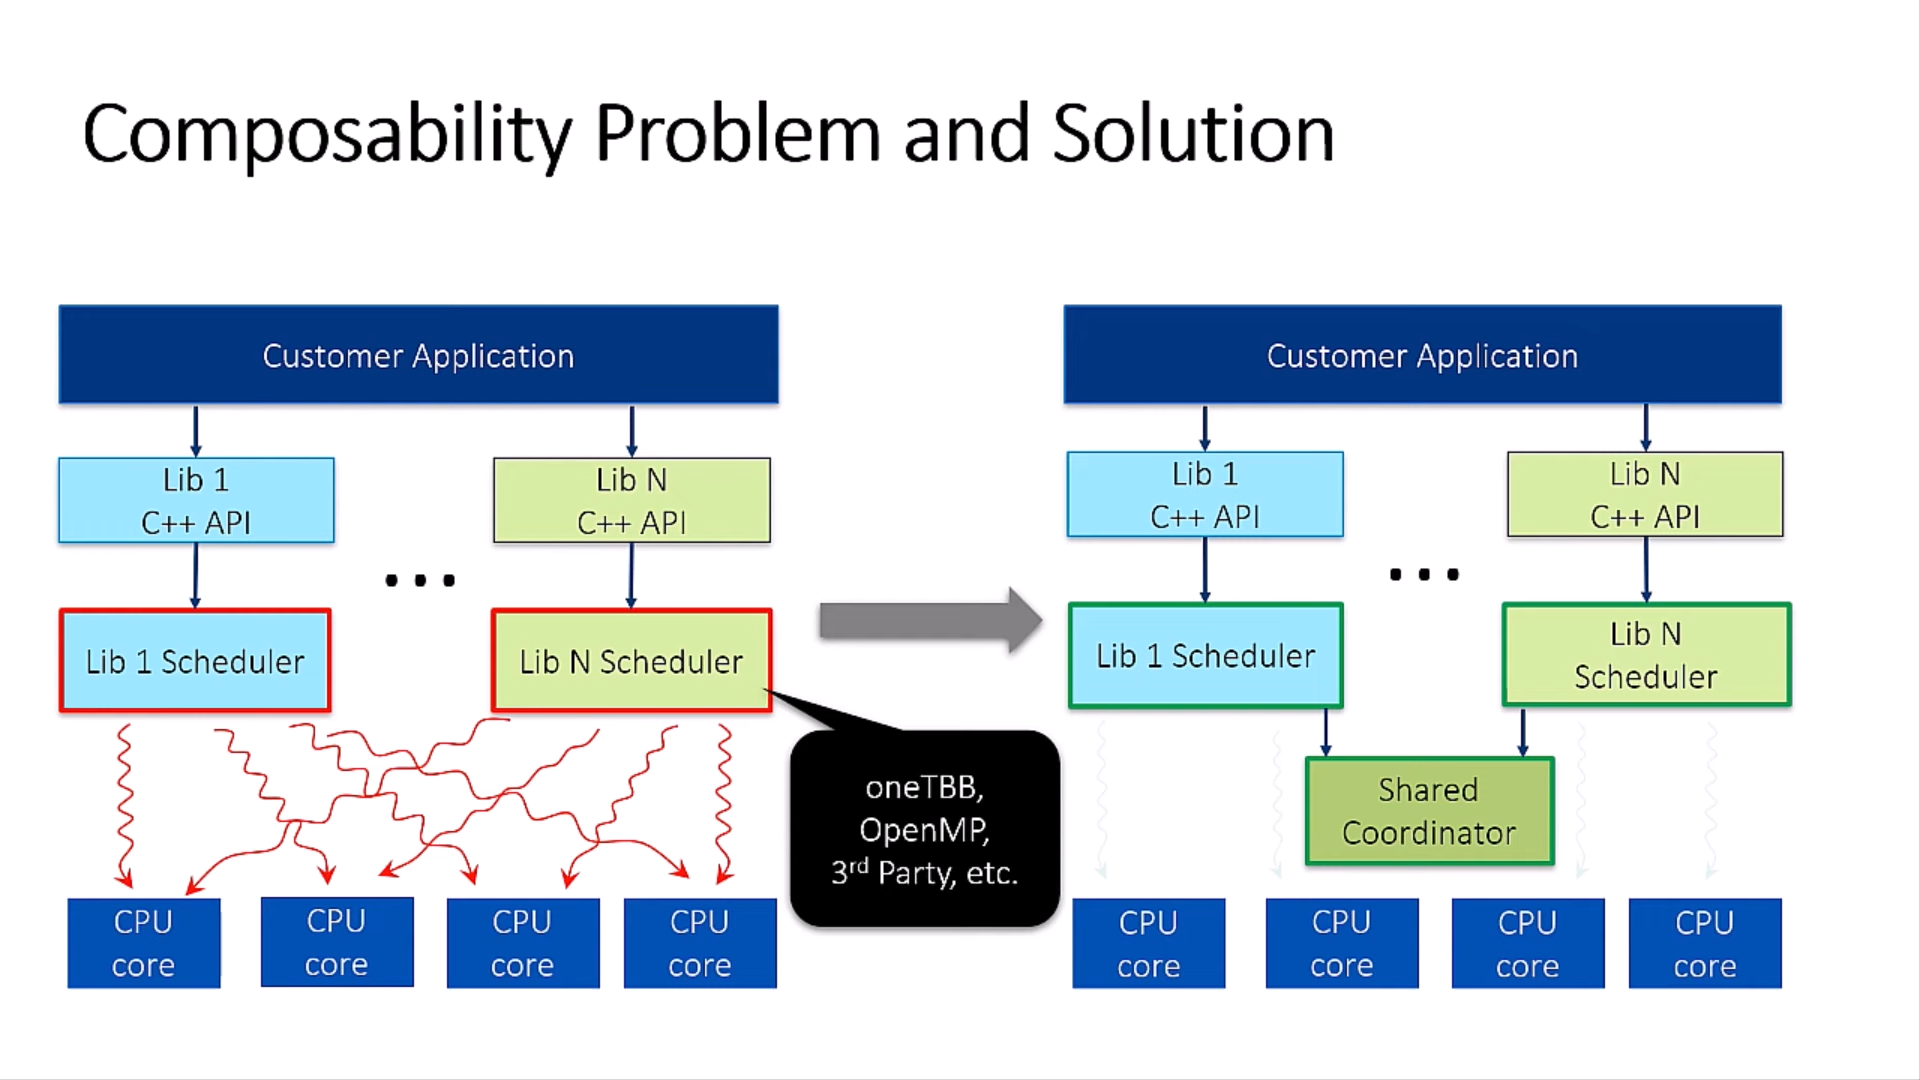 Composability Problem and Solution
Customer Application
Lib 1
C++ API
Lib N
C++ API
...
Lib 1 Scheduler
Lib N Scheduler
oneTBB,
OpenMP,
3rd Party, etc.
CPU
core
CPU
core
CPU
core
CPU
core
Customer Application
Lib 1
C++ API
Lib N
C++ API
...
Lib 1 Scheduler
Lib N
Scheduler
Shared
Coordinator
CPU
core
CPU
core
CPU
core
CPU
core